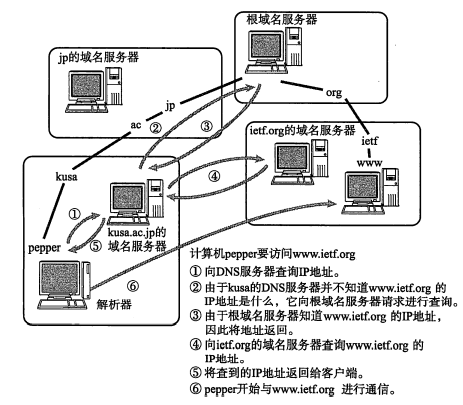 根域名服务器
jp的域名服务器
jp
org
ac
②
③
ietf.org的域名服务器
ietf
www
kusa
④
①
kusa.ac.jp的
域名服务器
pepper
⑤
⑥
解析器
计算机pepper要访问www.ietf.org
① 向DNS服务器查询IP地址。
② 由于kusa的DNS服务器并不知道www.ietf.org 的
IP地址是什么，它向根域名服务器请求进行查询。
③ 由于根域名服务器知道www.ietf.org 的IP地址，
因此将地址返回。
④ 向ietf.org的域名服务器查询www.ietf.org 的
IP地址。
⑤ 将查到的IP地址返回给客户端。
⑥ pepper开始与www.ietf.org 进行通信。